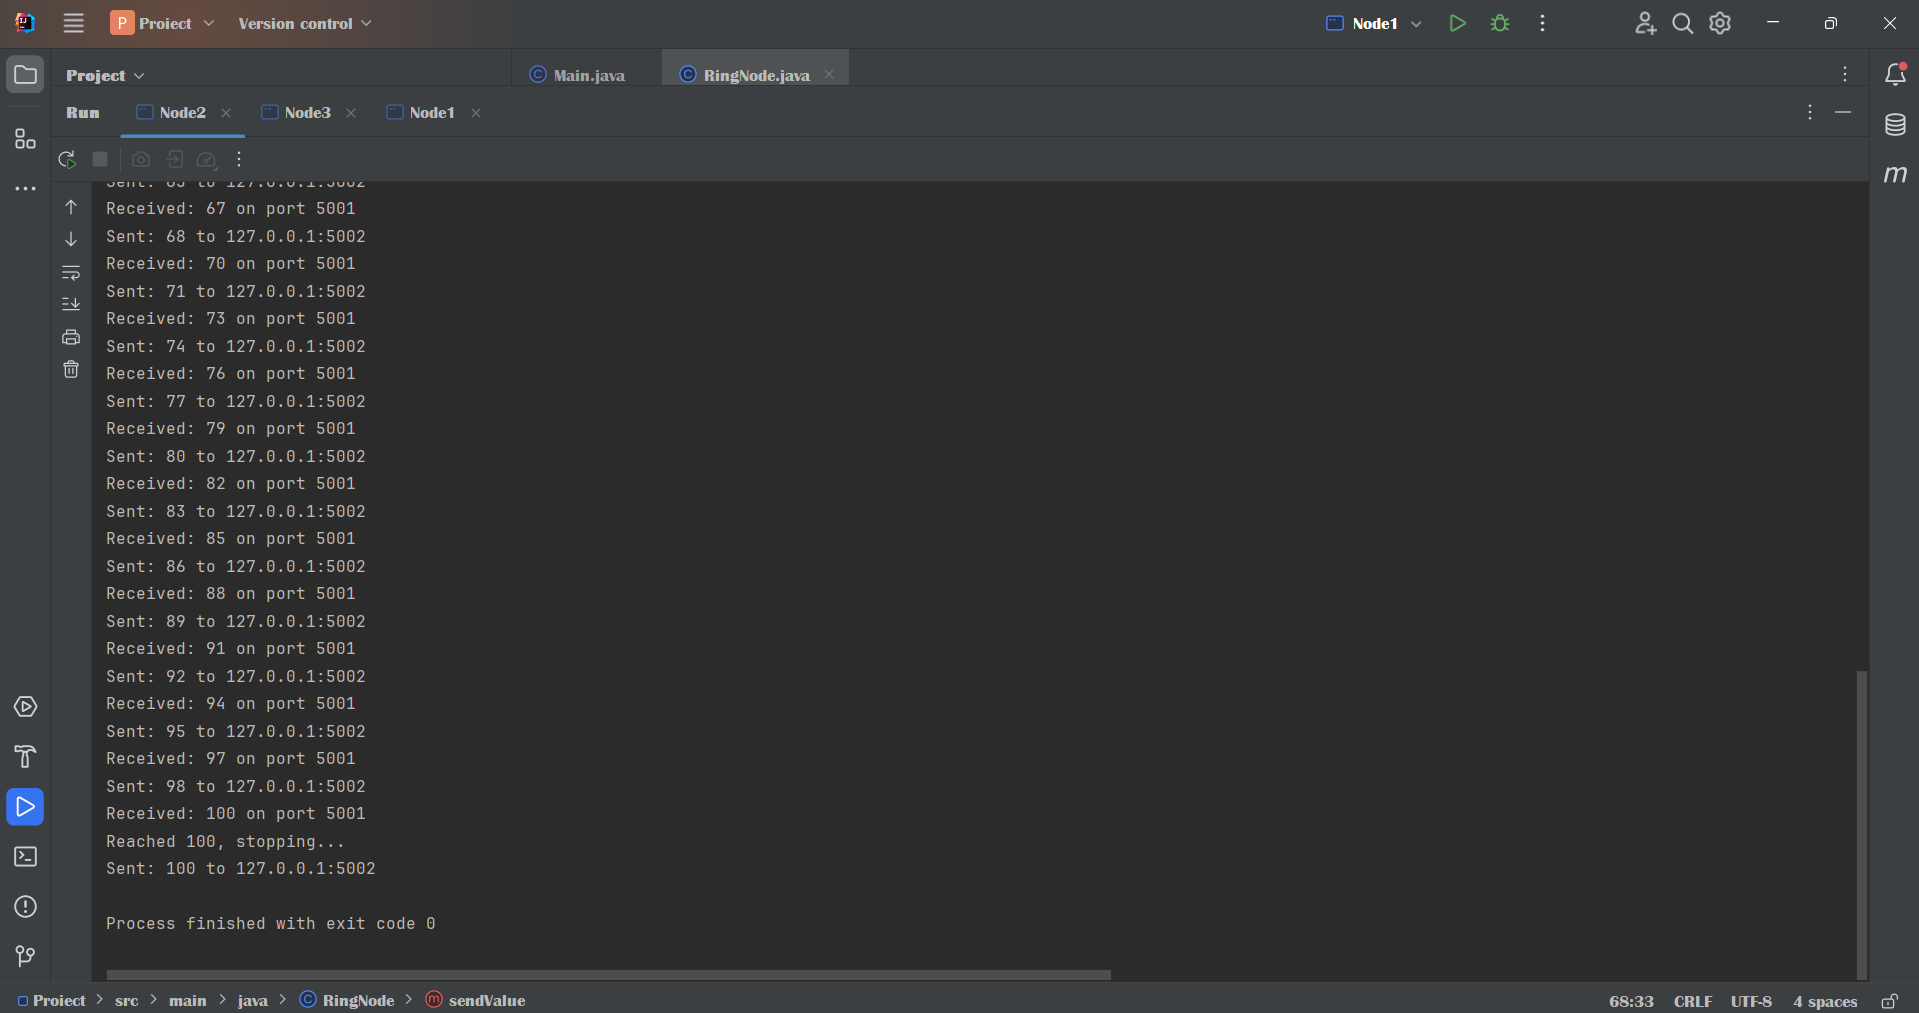 P Project Version control Node1
Project Main.java RingNode.java
Run Node2 Node3 Node1
Sent: 65 to 127.0.0.1:5002
Received: 67 on port 5001
Sent: 68 to 127.0.0.1:5002
Received: 70 on port 5001
Sent: 71 to 127.0.0.1:5002
Received: 73 on port 5001
Sent: 74 to 127.0.0.1:5002
Received: 76 on port 5001
Sent: 77 to 127.0.0.1:5002
Received: 79 on port 5001
Sent: 80 to 127.0.0.1:5002
Received: 82 on port 5001
Sent: 83 to 127.0.0.1:5002
Received: 85 on port 5001
Sent: 86 to 127.0.0.1:5002
Received: 88 on port 5001
Sent: 89 to 127.0.0.1:5002
Received: 91 on port 5001
Sent: 92 to 127.0.0.1:5002
Received: 94 on port 5001
Sent: 95 to 127.0.0.1:5002
Received: 97 on port 5001
Sent: 98 to 127.0.0.1:5002
Received: 100 on port 5001
Reached 100, stopping...
Sent: 100 to 127.0.0.1:5002
Process finished with exit code 0
Project > src > main > java > RingNode > sendValue 68:33 CRLF UTF-8 4 spaces